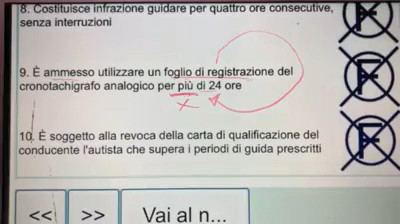 8. Costituisce infrazione guidare per quattro ore consecutive,
senza interruzioni
F
9. È ammesso utilizzare un foglio di registrazione del
cronotachigrafo analogico per più di 24 ore
F
10. È soggetto alla revoca della carta di qualificazione del
conducente l'autista che supera i periodi di guida prescritti
F
<< >> Vai al n...